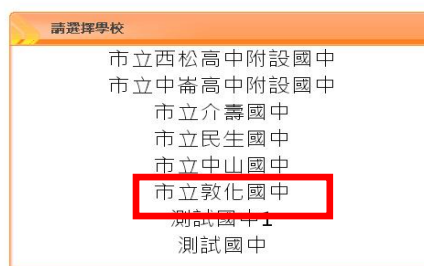 請選擇學校
市立西松高中附設國中
市立中崙高中附設國中
市立介壽國中
市立民生國中
市立中山國中
市立敦化國中
測試國中1
測試國中